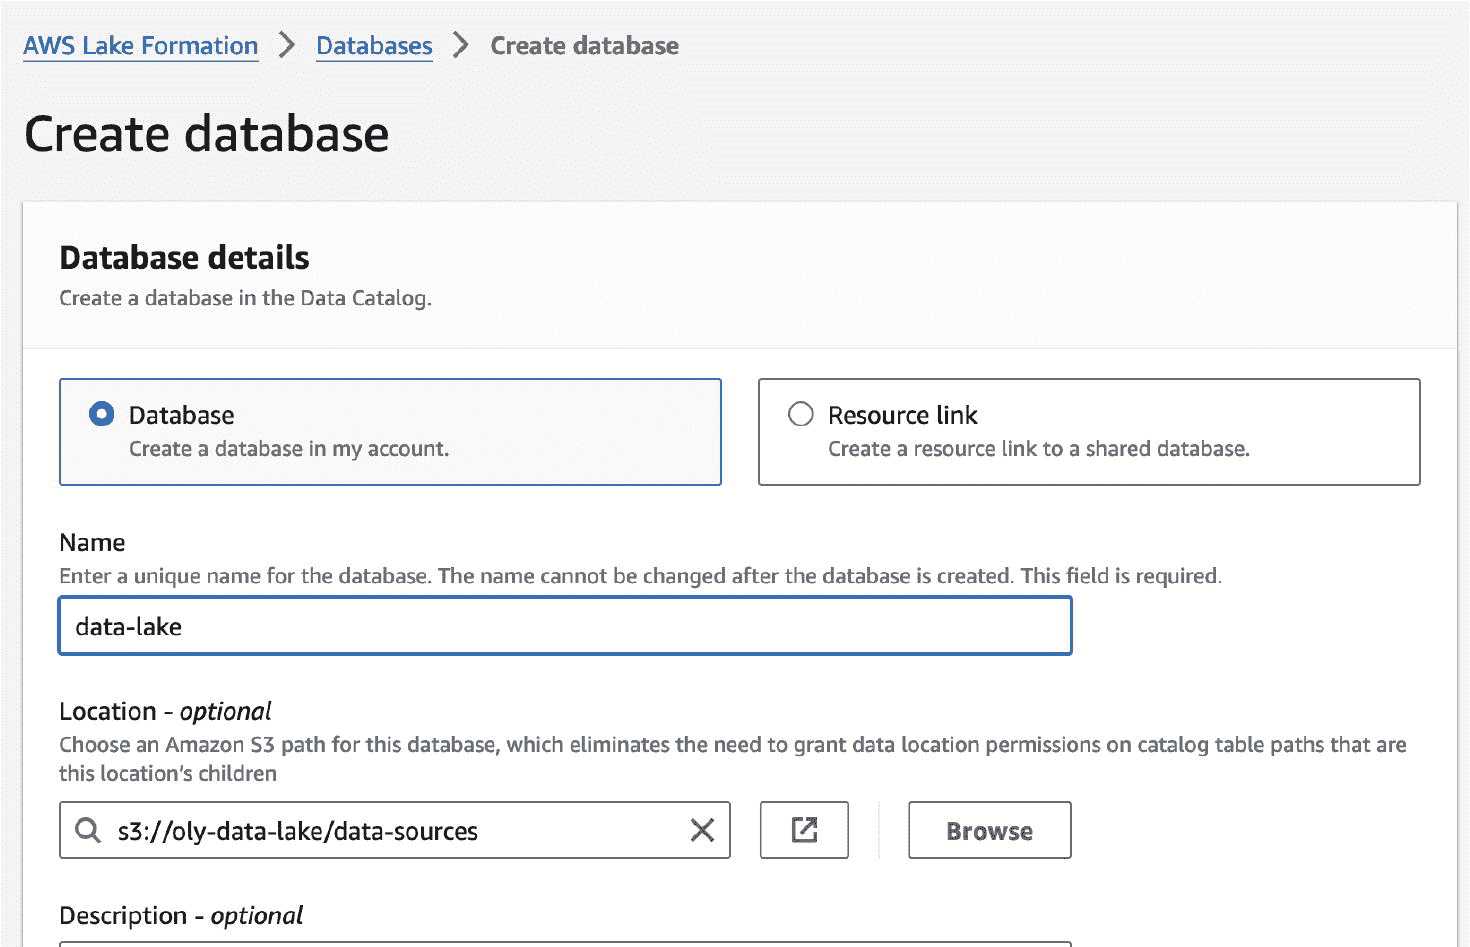 AWS Lake Formation > Databases > Create database
Create database
Database details
Create a database in the Data Catalog.
Database
Create a database in my account.
Resource link
Create a resource link to a shared database.
Name
Enter a unique name for the database. The name cannot be changed after the database is created. This field is required.
data-lake
Location - optional
Choose an Amazon S3 path for this database, which eliminates the need to grant data location permissions on catalog table paths that are
this location's children
s3://oly-data-lake/data-sources
Browse
Description - optional